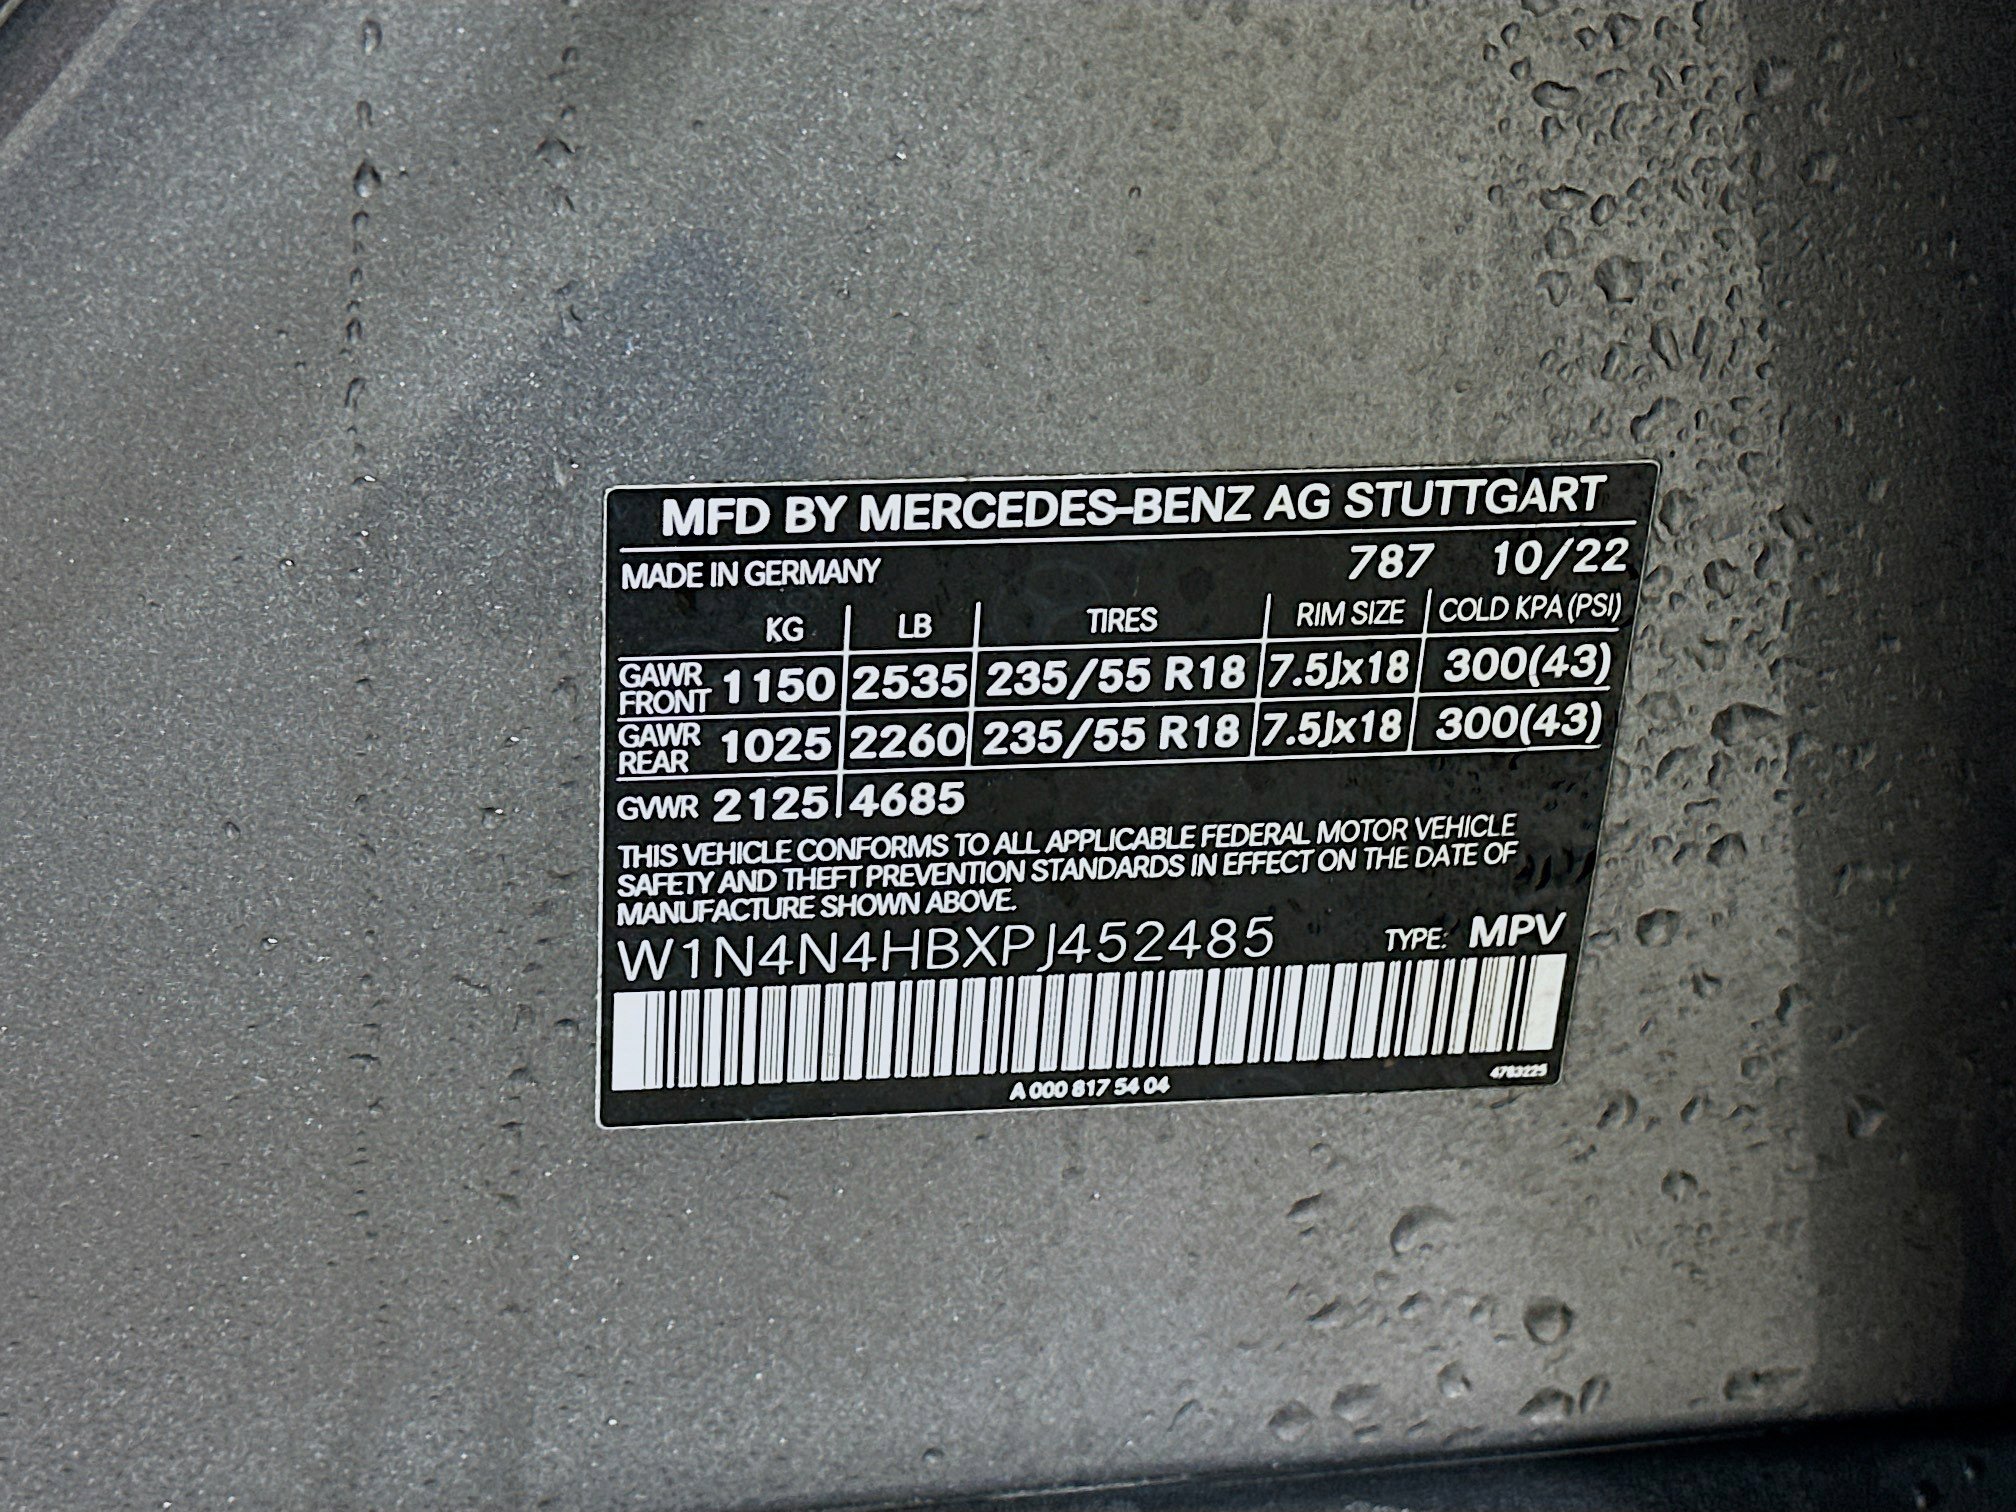 MFD BY MERCEDES-BENZ AG STUTTGART
MADE IN GERMANY 787 10/22
KG LB TIRES RIM SIZE COLD KPA (PSI)
GAWR FRONT 1150 2535 235/55 R18 7.5Jx18 300(43)
GAWR REAR 1025 2260 235/55 R18 7.5Jx18 300(43)
GVWR 2125 4685
THIS VEHICLE CONFORMS TO ALL APPLICABLE FEDERAL MOTOR VEHICLE
SAFETY AND THEFT PREVENTION STANDARDS IN EFFECT ON THE DATE OF
MANUFACTURE SHOWN ABOVE.
W1N4N4HBXPJ452485 TYPE: MPV
A 000 817 54 04 4783225